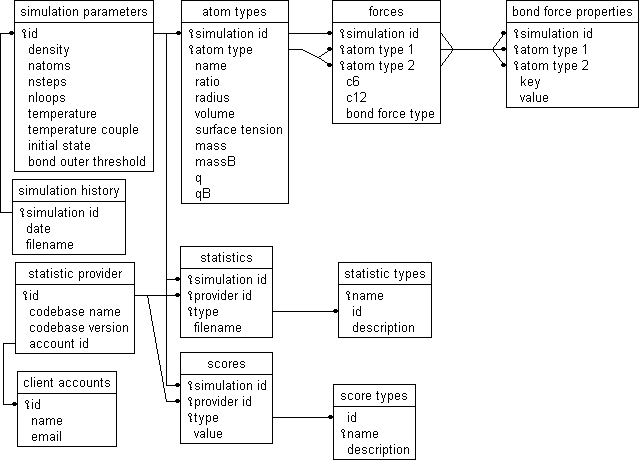 simulation parameters
id
density
natoms
nsteps
nloops
temperature
temperature couple
initial state
bond outer threshold
atom types
simulation id
atom type
name
ratio
radius
volume
surface tension
mass
massB
q
qB
forces
simulation id
atom type 1
atom type 2
c6
c12
bond force type
bond force properties
simulation id
atom type 1
atom type 2
key
value
simulation history
simulation id
date
filename
statistic provider
id
codebase name
codebase version
account id
statistics
simulation id
provider id
type
filename
statistic types
name
id
description
client accounts
id
name
email
scores
simulation id
provider id
type
value
score types
id
name
description